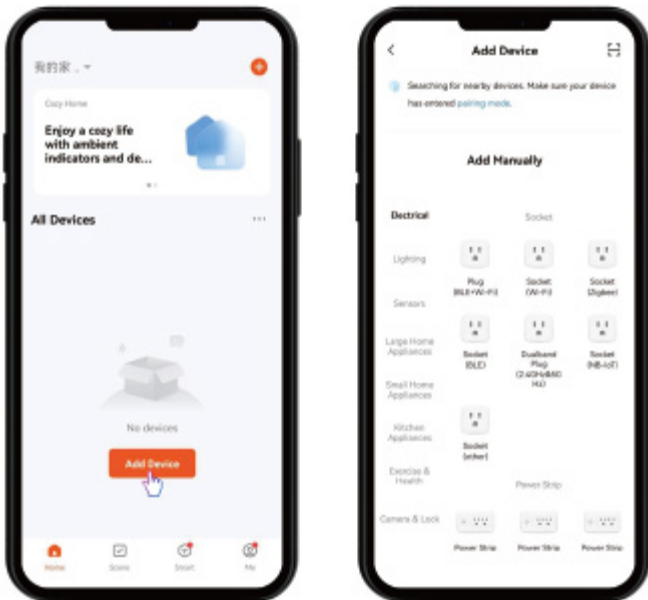 我的家 .
Cozy Home
Enjoy a cozy life
with ambient
indicators and de...
All Devices
No devices
Add Device
Home
Scene
Smart
Me
Add Device
Searching for nearby devices. Make sure your device
has entered pairing mode.
Add Manually
Electrical
Lighting
Sensors
Large Home
Appliances
Small Home
Appliances
Kitchen
Appliances
Exercise &
Health
Camera & Lock
Socket
Plug
(BLE+Wi-Fi)
Socket
(Wi-Fi)
Socket
(Zigbee)
Socket
(BLE)
Dualband
Plug
(2.4GHz&5G
Hz)
Socket
(NB-IoT)
Socket
(other)
Power Strip
Power Strip
Power Strip
Power Strip